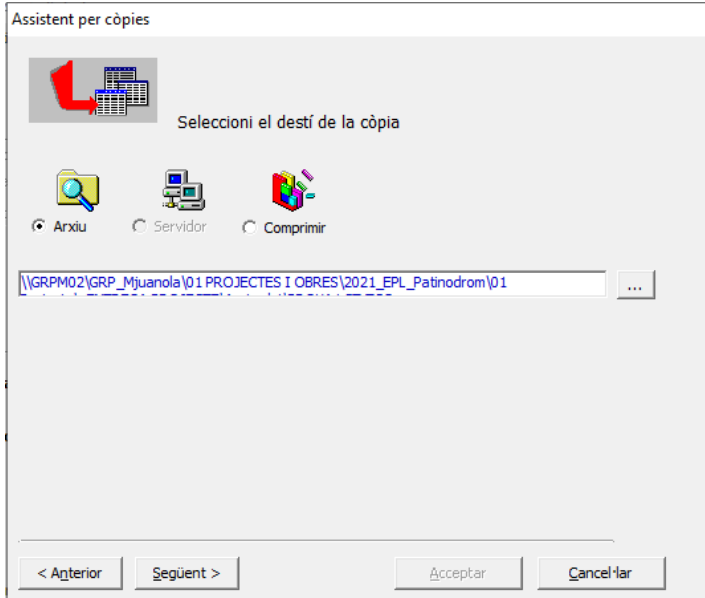 Assistent per còpies
Seleccioni el destí de la còpia
Arxiu
Servidor
Comprimir
\\GRPM02\GRP_Mjuanola\01 PROJECTES I OBRES\2021_EPL_Patinodrom\01
...
< Anterior
Següent >
Acceptar
Cancel·lar